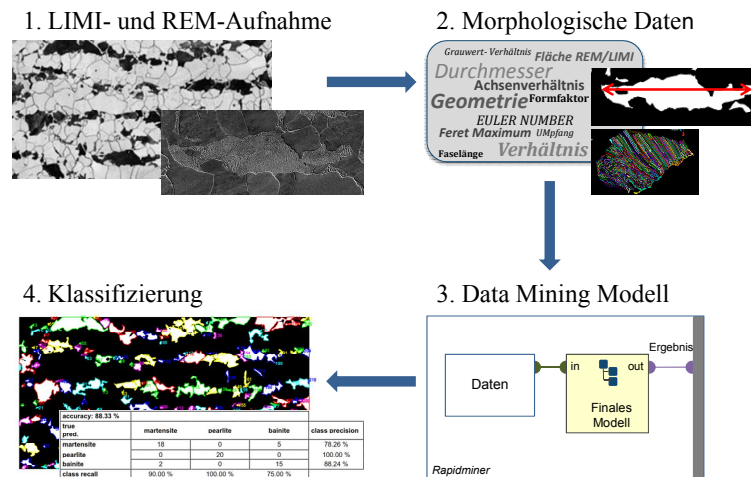 1. LIMI- und REM-Aufnahme
2. Morphologische Daten
Grauwert- Verhältnis
Fläche REM/LIMI
Durchmesser
Achsenverhältnis
Geometrie Formfaktor
EULER NUMBER
Feret Maximum UMpfang
Faselänge Verhältnis
4. Klassifizierung
3. Data Mining Modell
Daten
in out
Finales
Modell
Ergebnis
Rapidminer
accuracy: 88.33 %
true
pred. martensite pearlite bainite class precision
martensite 18 0 5 78.26 %
pearlite 0 20 0 100.00 %
bainite 2 0 15 88.24 %
class recall 90.00 % 100.00 % 75.00 %